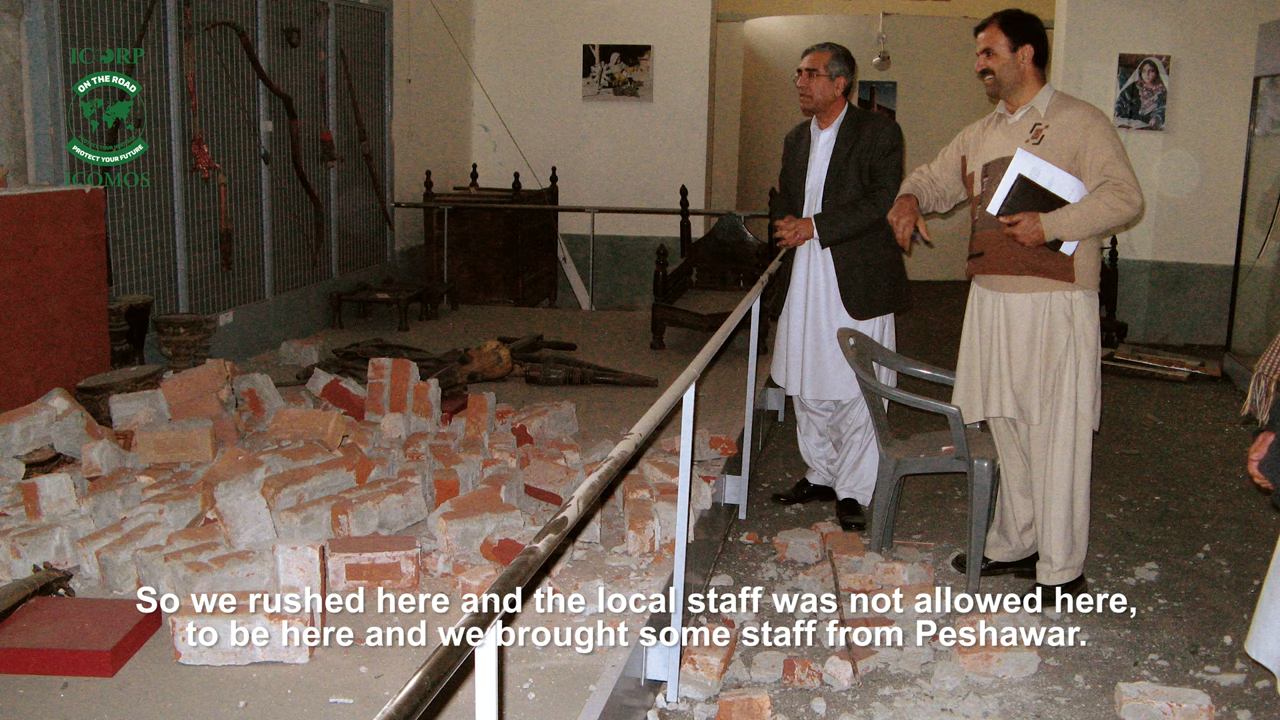 ICORP
ON THE ROAD
PROTECT YOUR FUTURE
ICOMOS
So we rushed here and the local staff was not allowed here,
to be here and we brought some staff from Peshawar.